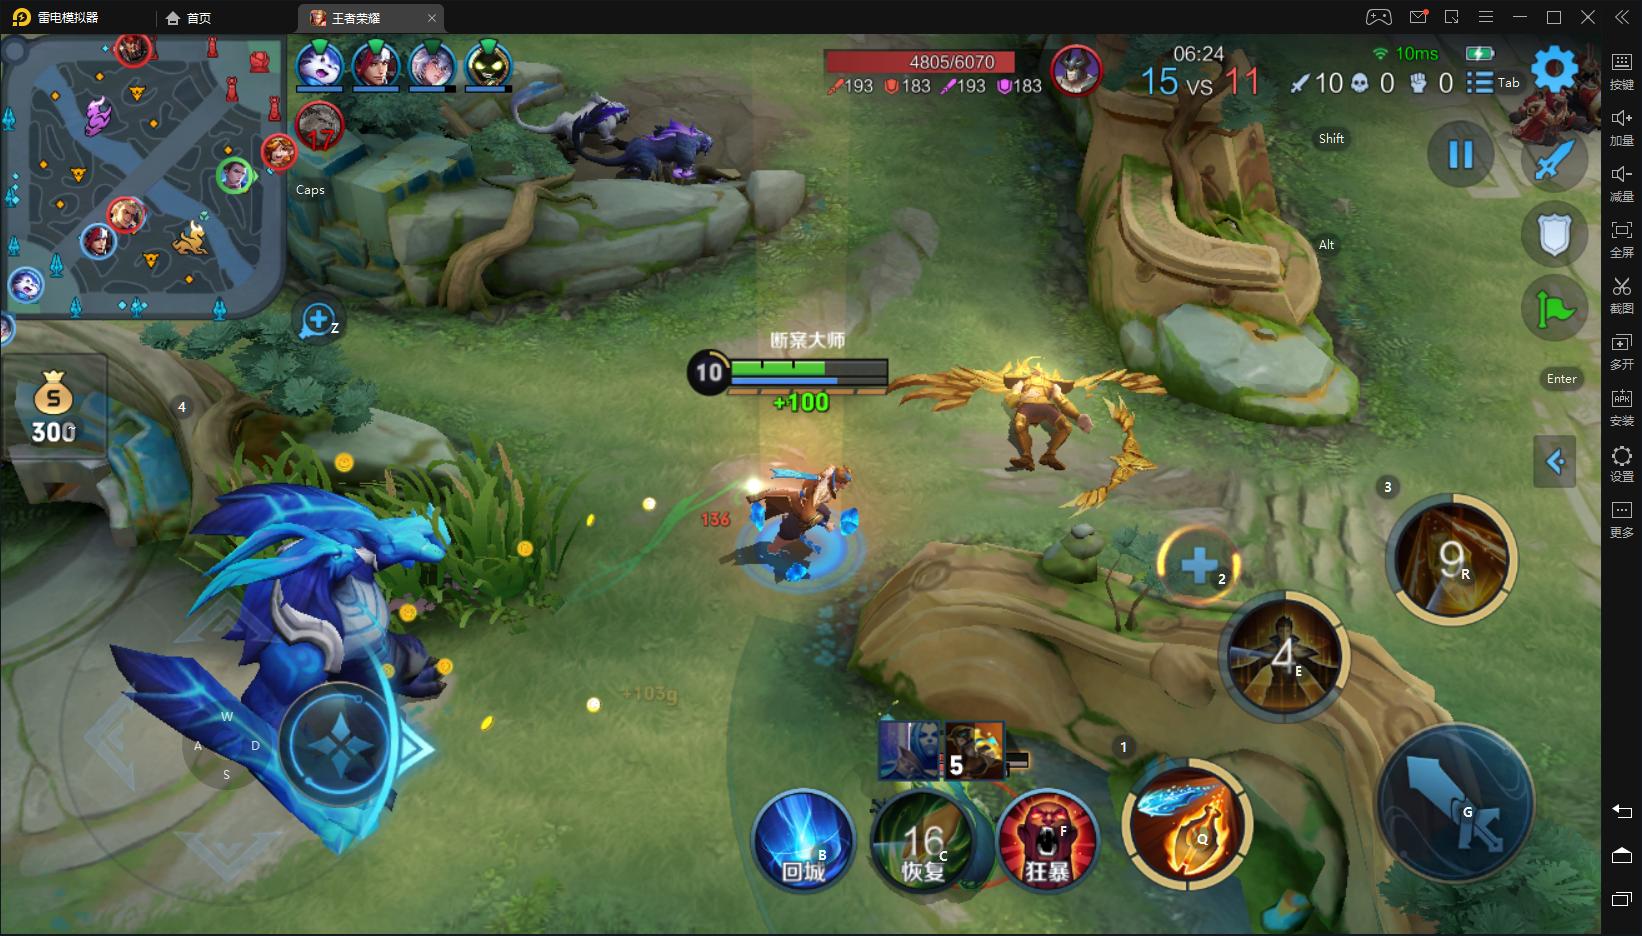 雷电模拟器
首页
王者荣耀
4805/6070
193 183 193 183
06:24
15 vs 11
10ms
10 0 0
Tab
按键
加量
减量
全屏
截图
多开
安装
设置
更多
17
Caps
Shift
Alt
Z
Enter
断案大师
10
+100
300
4
136
3
9
R
2
4
E
+103g
W
A
D
S
5
1
G
Q
B
回城
16
C
恢复
F
狂暴
APK